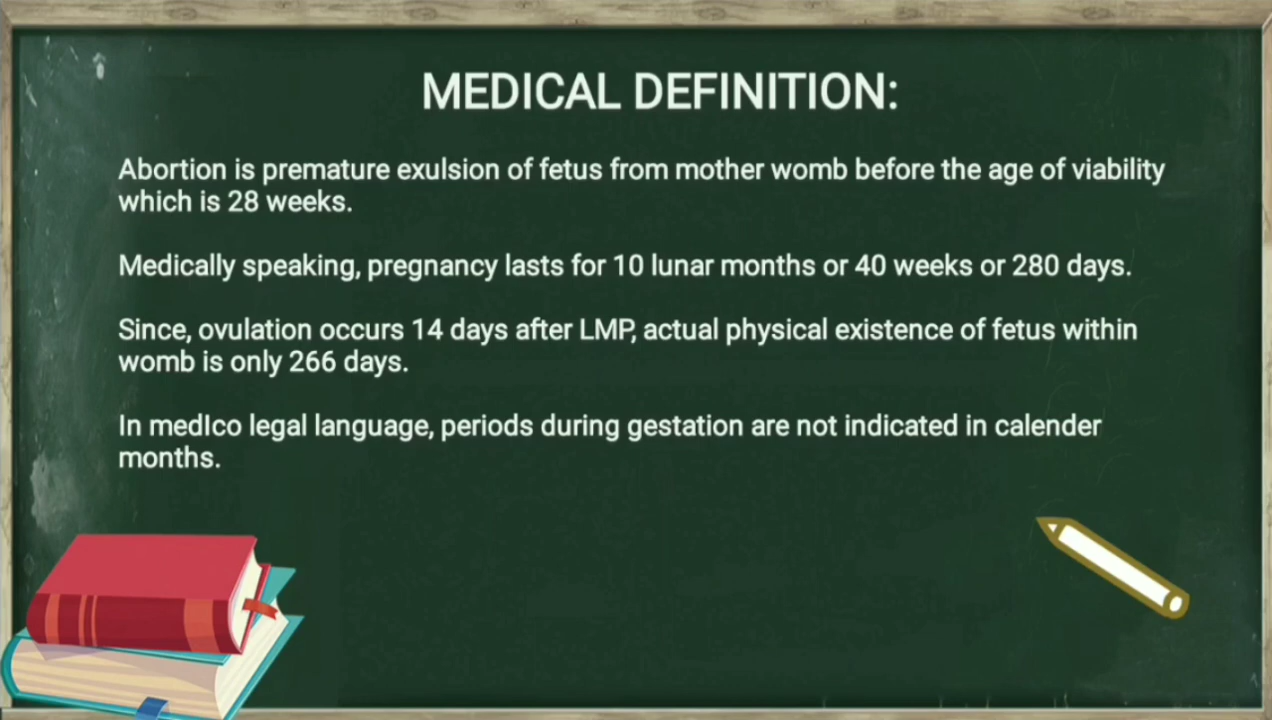 MEDICAL DEFINITION:
Abortion is premature exulsion of fetus from mother womb before the age of viability
which is 28 weeks.
Medically speaking, pregnancy lasts for 10 lunar months or 40 weeks or 280 days.
Since, ovulation occurs 14 days after LMP, actual physical existence of fetus within
womb is only 266 days.
In medIco legal language, periods during gestation are not indicated in calender
months.